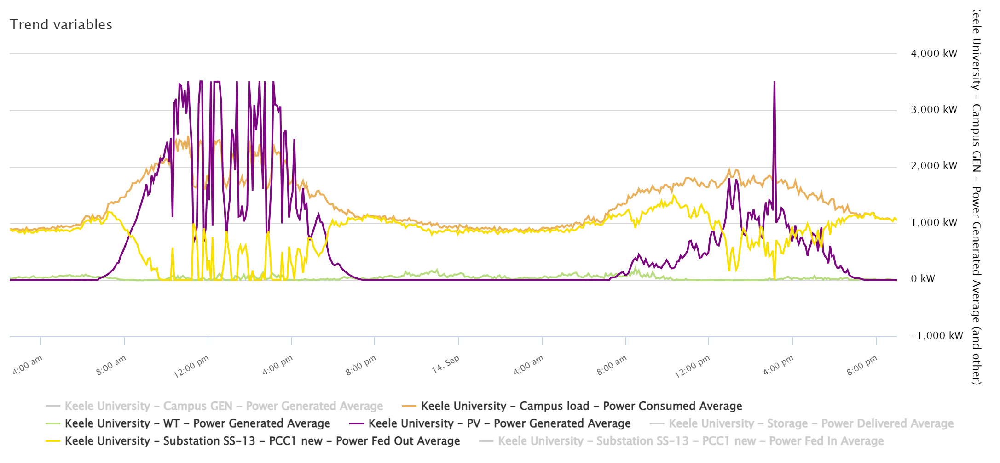 Trend variables
4,000 kW
3,000 kW
2,000 kW
1,000 kW
0 kW
-1,000 kW
University - Campus GEN - Power Generated Average (and other)
4:00 am
8:00 am
12:00 pm
4:00 pm
8:00 pm
14. Sep
4:00 am
8:00 am
12:00 pm
4:00 pm
8:00 pm
Keele University - Campus GEN - Power Generated Average
Keele University - Campus load - Power Consumed Average
Keele University - WT - Power Generated Average
Keele University - PV - Power Generated Average
Keele University - Storage - Power Delivered Average
Keele University - Substation SS-13 - PCC1 new - Power Fed Out Average
Keele University - Substation SS-13 - PCC1 new - Power Fed In Average